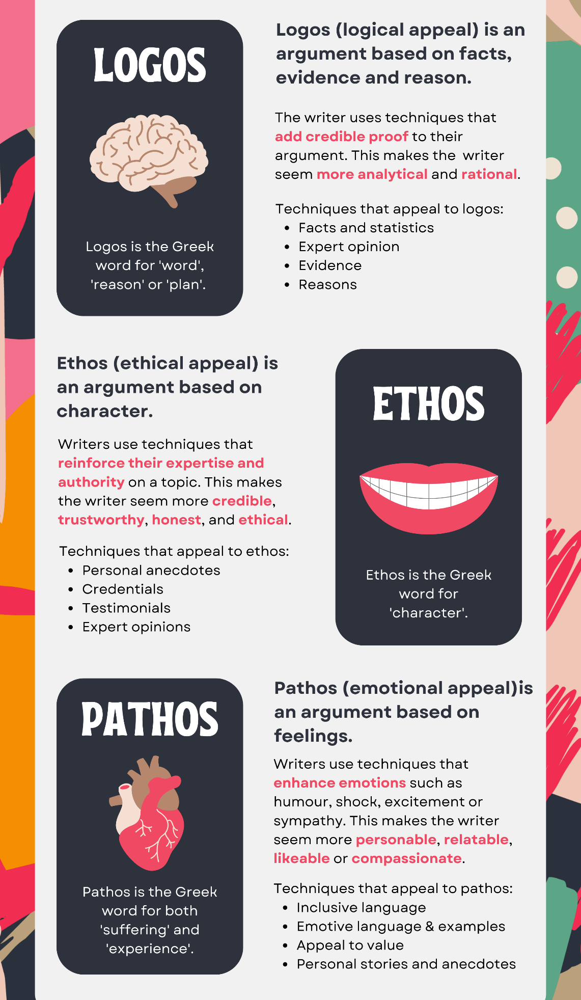 LOGOS
Logos is the Greek
word for 'word',
'reason' or 'plan'.
Logos (logical appeal) is an
argument based on facts,
evidence and reason.
The writer uses techniques that
add credible proof to their
argument. This makes the  writer
seem more analytical and rational.
Techniques that appeal to logos:
• Facts and statistics
• Expert opinion
• Evidence
• Reasons
Ethos (ethical appeal) is
an argument based on
character.
Writers use techniques that
reinforce their expertise and
authority on a topic. This makes
the writer seem more credible,
trustworthy, honest, and ethical.
Techniques that appeal to ethos:
• Personal anecdotes
• Credentials
• Testimonials
• Expert opinions
ETHOS
Ethos is the Greek
word for
'character'.
PATHOS
Pathos is the Greek
word for both
'suffering' and
'experience'.
Pathos (emotional appeal)is
an argument based on
feelings.
Writers use techniques that
enhance emotions such as
humour, shock, excitement or
sympathy. This makes the writer
seem more personable, relatable,
likeable or compassionate.
Techniques that appeal to pathos:
• Inclusive language
• Emotive language & examples
• Appeal to value
• Personal stories and anecdotes